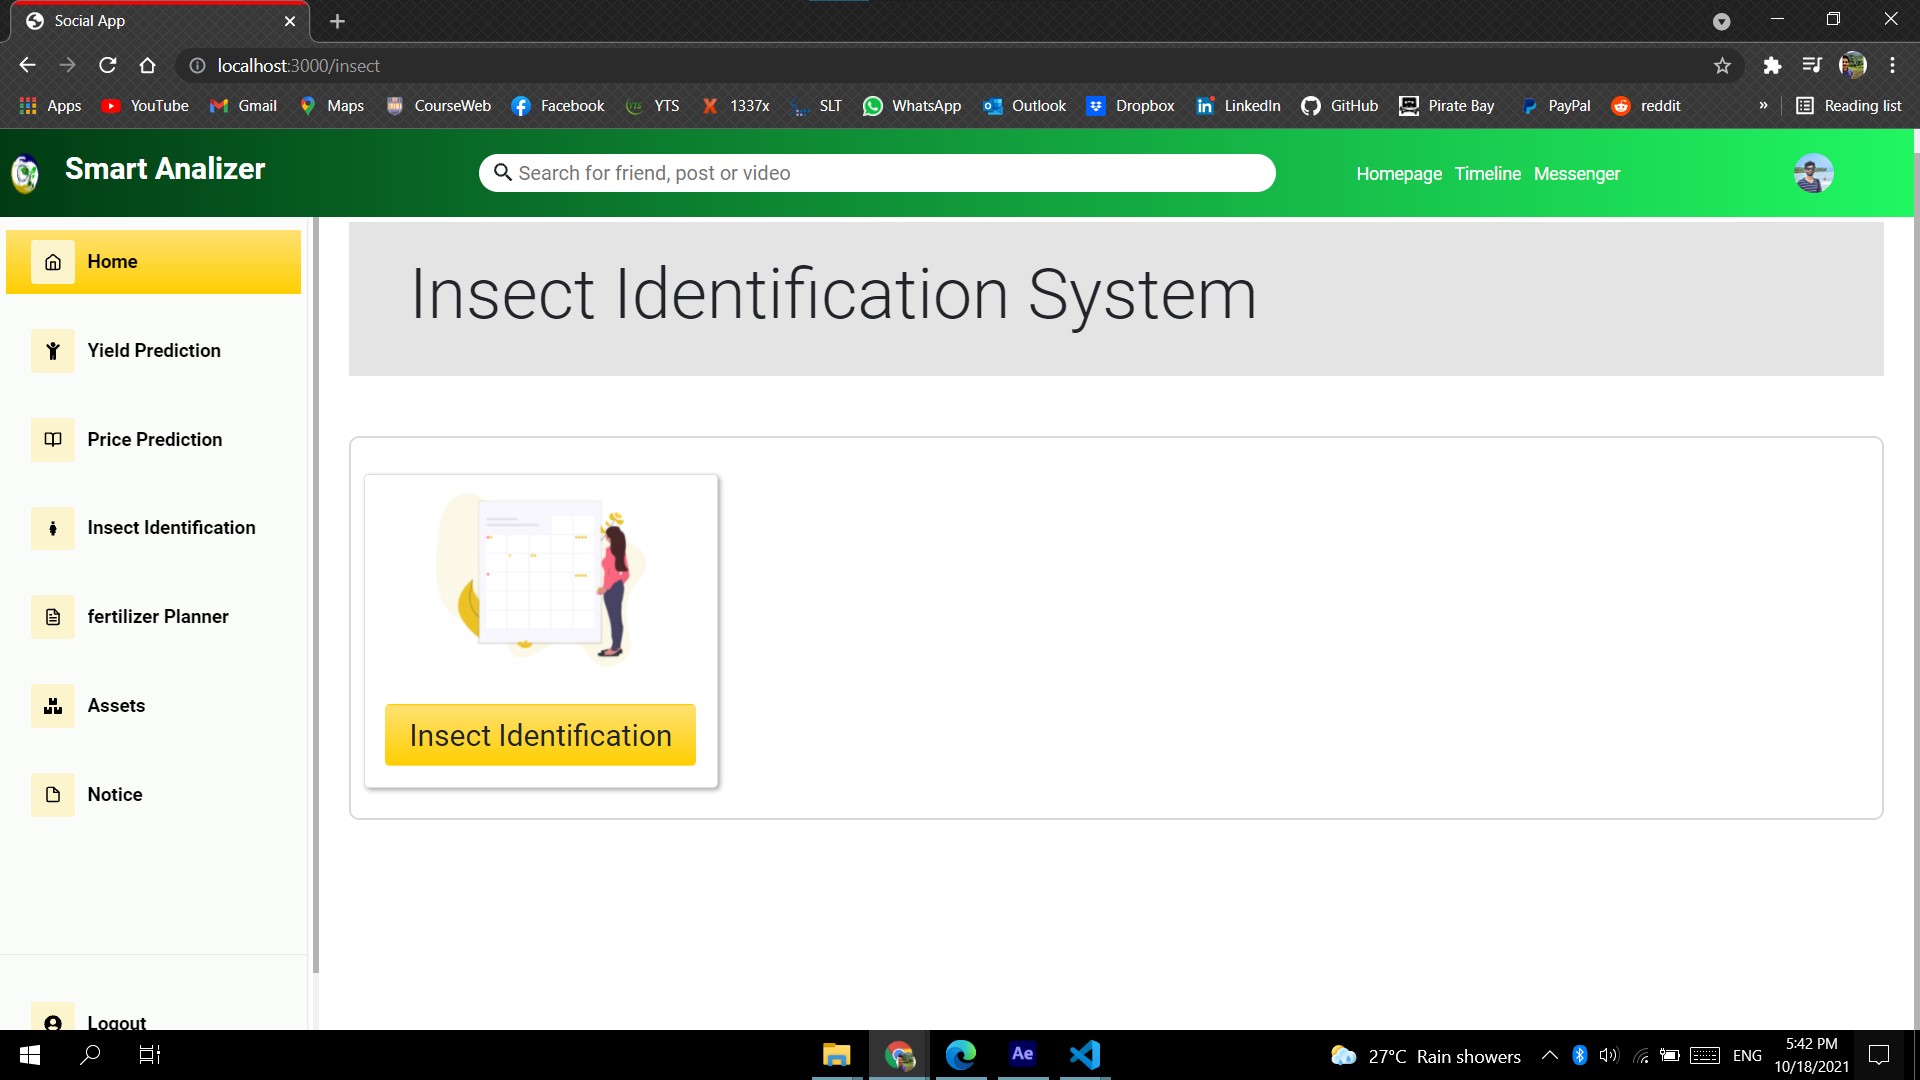 Social App
localhost:3000/insect
Apps YouTube Gmail Maps CourseWeb Facebook YTS 1337x SLT WhatsApp Outlook Dropbox LinkedIn GitHub Pirate Bay PayPal reddit » Reading list
Smart Analizer
Search for friend, post or video
Homepage Timeline Messenger
Home
Yield Prediction
Price Prediction
Insect Identification
fertilizer Planner
Assets
Notice
Logout
Insect Identification System
Insect Identification
Ae
27°C Rain showers
ENG
5:42 PM
10/18/2021